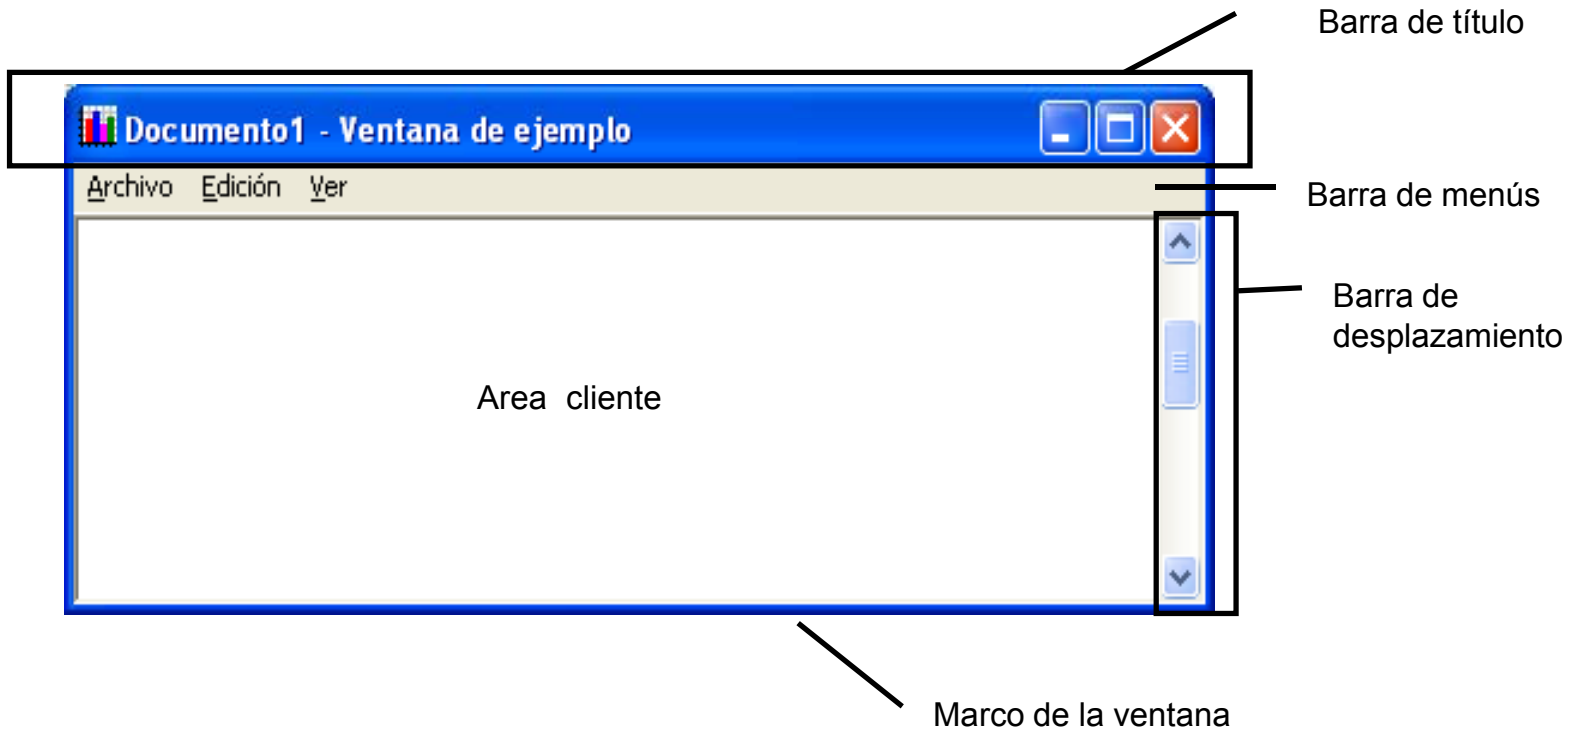 Barra de título
Documento1 - Ventana de ejemplo
Archivo Edición Ver
Barra de menús
Barra de
desplazamiento
Area cliente
Marco de la ventana